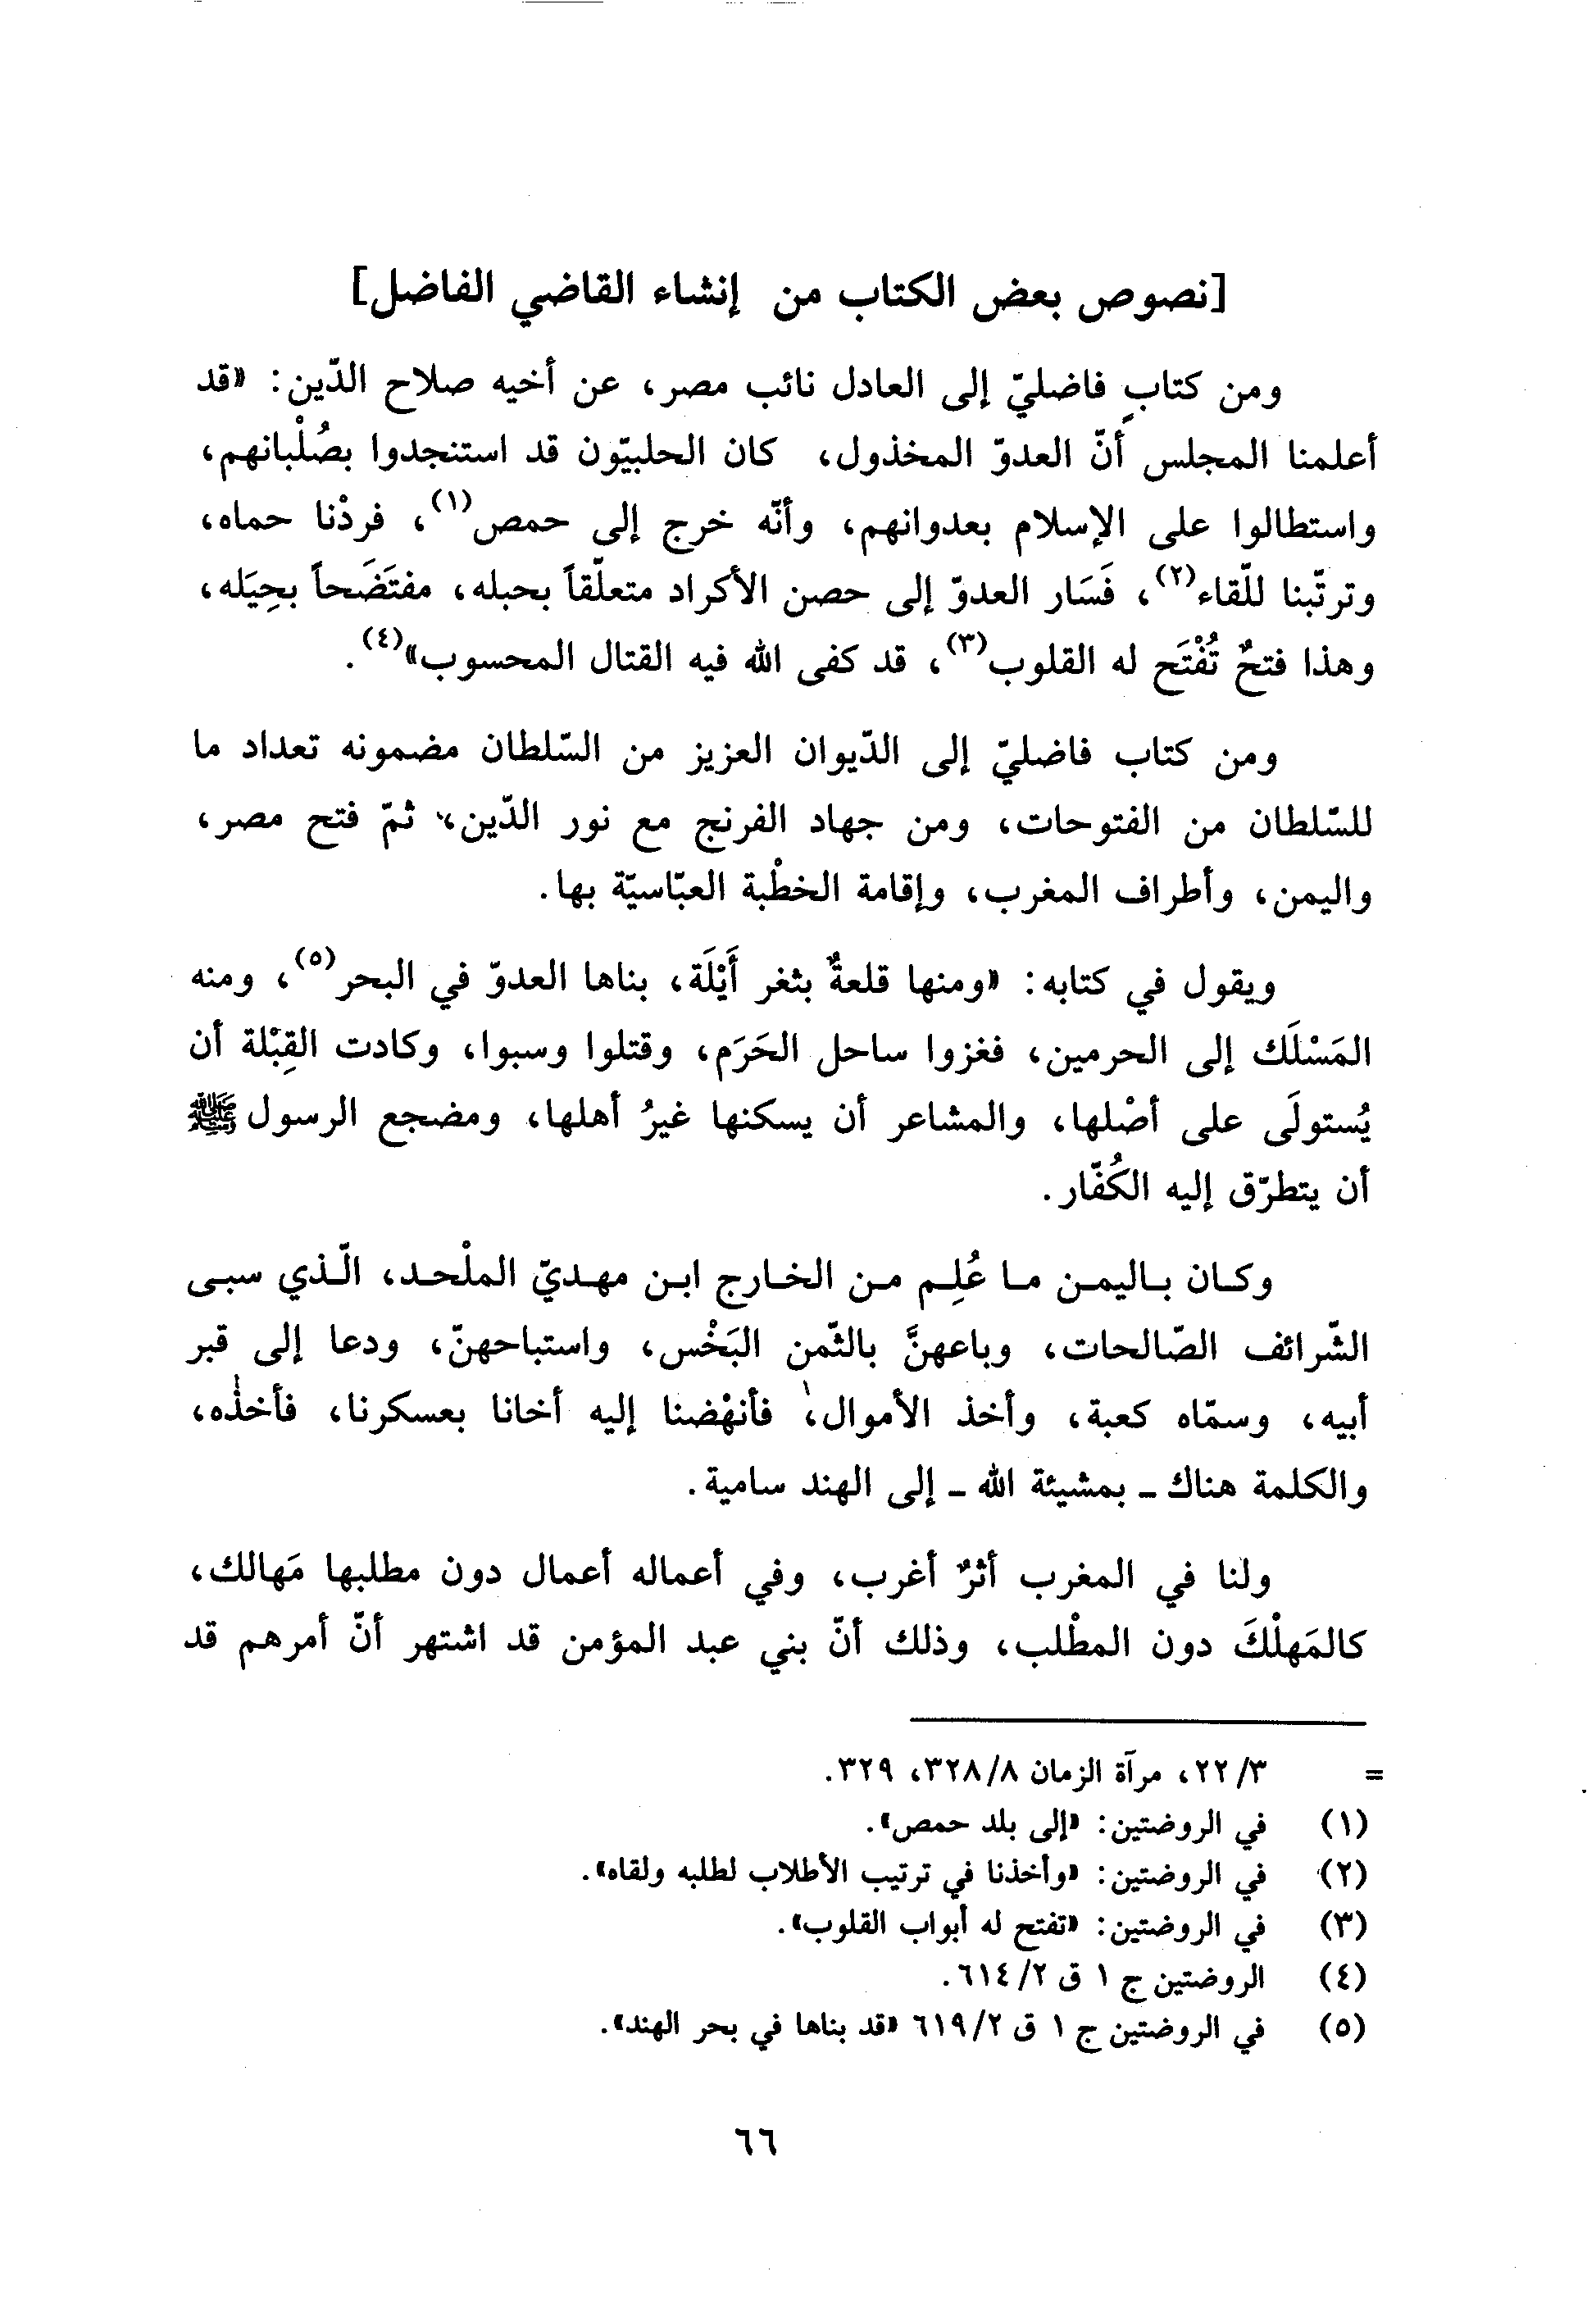 [نصوص بعض الكتاب من إنشاء القاضي الفاضل]
ومن كتابٍ فاضليّ إلى العادل نائب مصر، عن أخيه صلاح الدّين: «قد
أعلمنا المجلس أنّ العدوّ المخذول، كان الحلبيّون قد استنجدوا بصُلْبانهم،
واستطالوا على الإسلام بعدوانهم، وأنّه خرج إلى حمص(١)، فردْنا حماه،
وترتّبنا للّقاء(٢)، فَسَار العدوّ إلى حصن الأكراد متعلّقاً بحبله، مفتَضَحاً بحِيَله،
وهذا فتحٌ تُفْتَح له القلوب(٣)، قد كفى الله فيه القتال المحسوب»(٤).
ومن كتاب فاضليّ إلى الدّيوان العزيز من السّلطان مضمونه تعداد ما
للسّلطان من الفتوحات، ومن جهاد الفرنج مع نور الدّين، ثمّ فتح مصر،
واليمن، وأطراف المغرب، وإقامة الخطْبة العبّاسيّة بها.
ويقول في كتابه: «ومنها قلعةٌ بثغر أَيْلَة، بناها العدوّ في البحر(٥)، ومنه
المَسْلَك إلى الحرمين، فغزوا ساحل الحَرَم، وقتلوا وسبوا، وكادت القِبْلة أن
يُستولَى على أصْلها، والمشاعر أن يسكنها غيرُ أهلها، ومضجع الرسول ﷺ
أن يتطرّق إليه الكُفّار.
وكان باليمن ما عُلِم من الخارج ابن مهديّ الملْحد، الّذي سبى
الشّرائف الصّالحات، وباعهنَّ بالثّمن البَخْس، واستباحهنّ، ودعا إلى قبر
أبيه، وسمّاه كعبة، وأخذ الأموال، فأنهْضنا إليه أخانا بعسكرنا، فأخذْه،
والكلمة هناك ـ بمشيئة الله ـ إلى الهند سامية.
ولنا في المغرب أثرٌ أغرب، وفي أعماله أعمال دون مطلبها مَهالك،
كالمَهلْكَ دون المطْلب، وذلك أنّ بني عبد المؤمن قد اشتهر أنّ أمرهم قد
= ٣/ ٢٢، مرآة الزمان ٨/ ٣٢٨، ٣٢٩.
(١) في الروضتين: «إلى بلد حمص».
(٢) في الروضتين: «وأخذنا في ترتيب الأطلاب لطلبه ولقاه».
(٣) في الروضتين: «تفتح له أبواب القلوب».
(٤) الروضتين ج ١ ق ٢/ ٦١٤.
(٥) في الروضتين ج ١ ق ٢/ ٦١٩ «قد بناها في بحر الهند».
٦٦